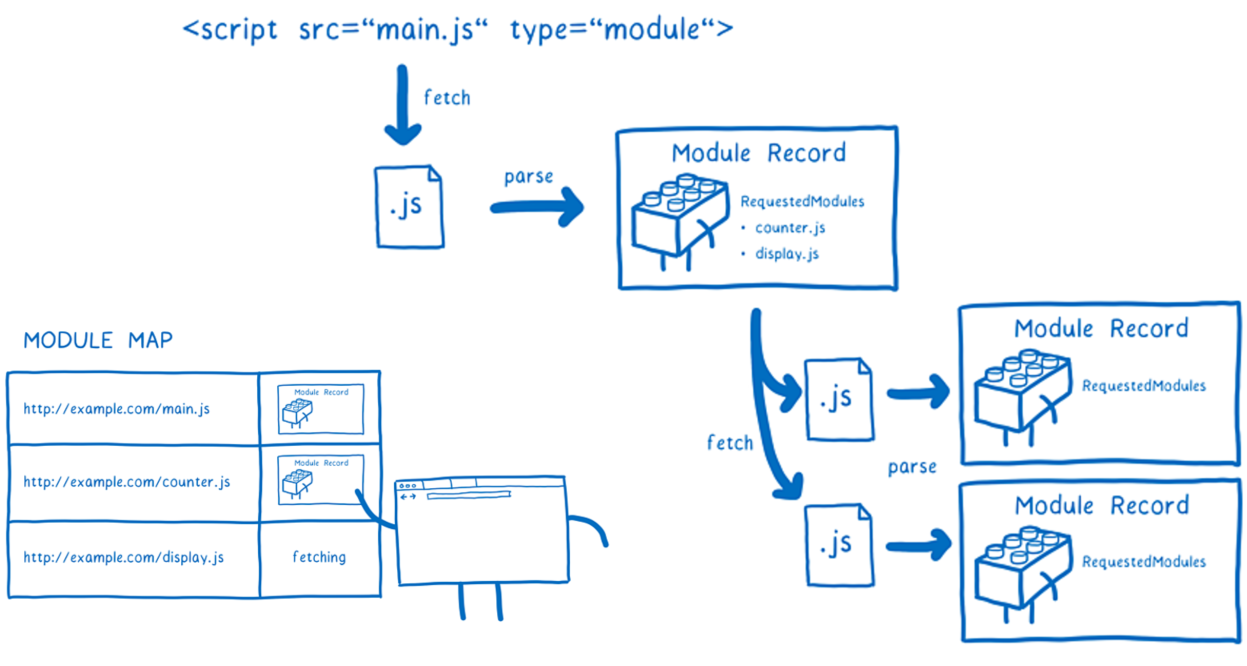 <script src=“main.js“ type=“module“>
fetch
.js
parse
Module Record
RequestedModules
• counter.js
• display.js
MODULE MAP
http://example.com/main.js
Module Record
http://example.com/counter.js
Module Record
http://example.com/display.js
fetching
fetch
.js
Module Record
RequestedModules
parse
.js
Module Record
RequestedModules